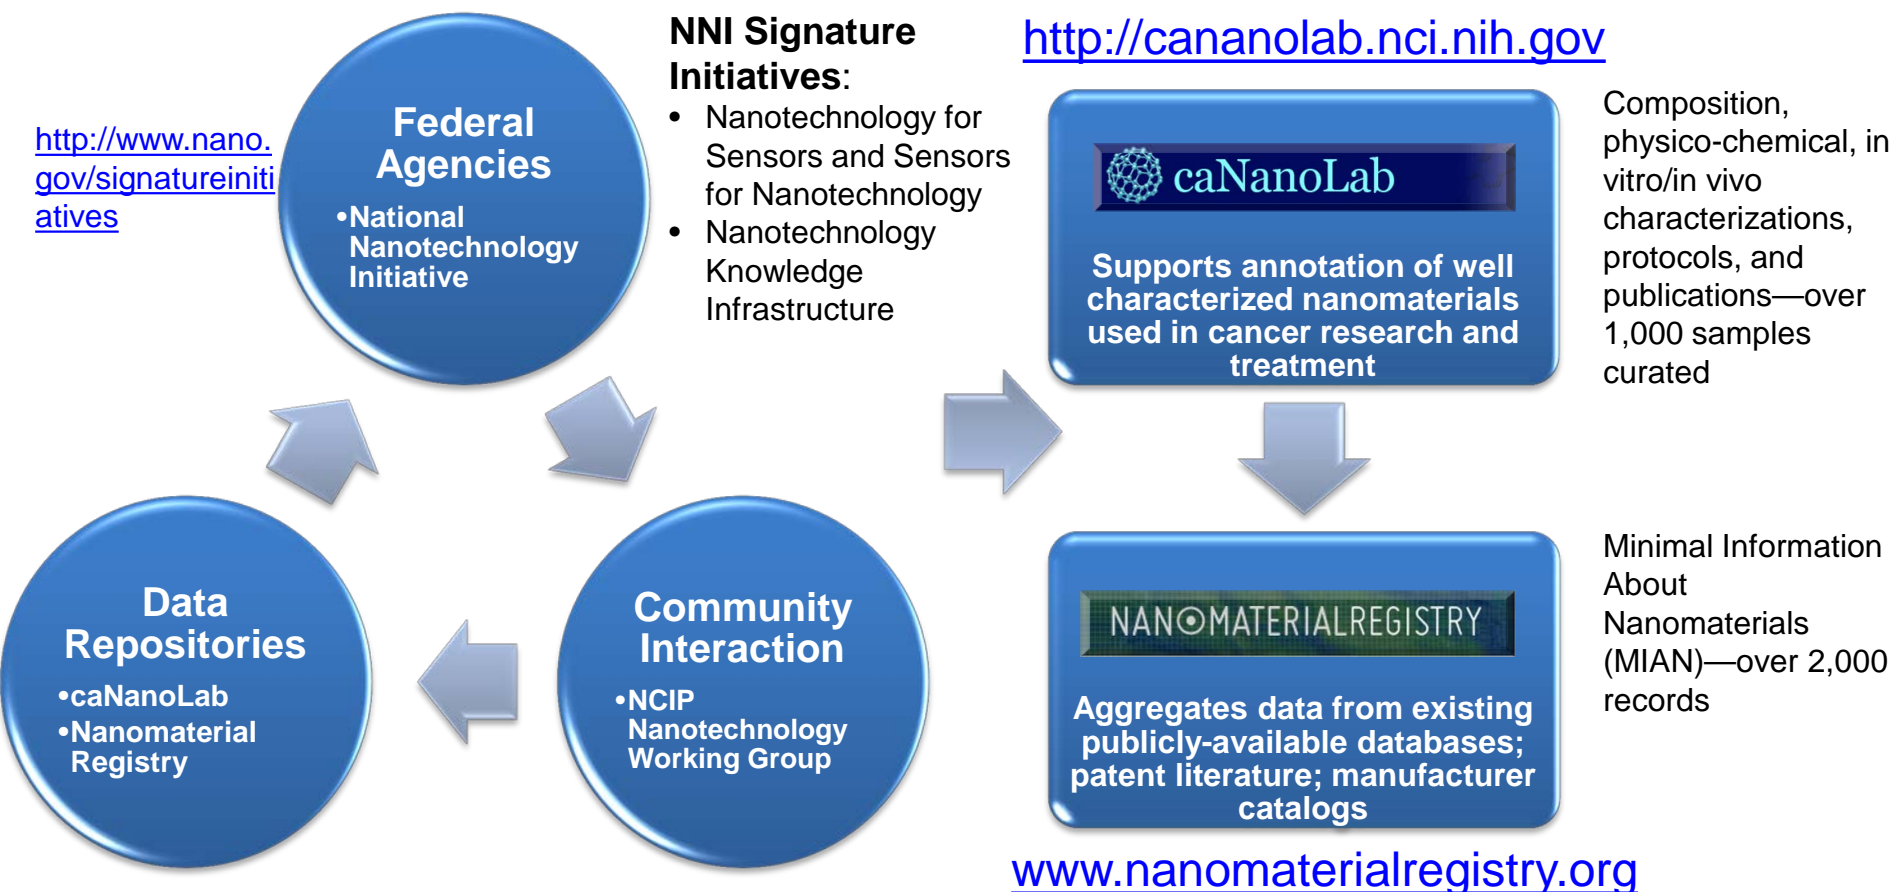 http://www.nano.
gov/signatureiniti
atives
Federal
Agencies
•National
Nanotechnology
Initiative
NNI Signature
Initiatives:
• Nanotechnology for
Sensors and Sensors
for Nanotechnology
• Nanotechnology
Knowledge
Infrastructure
Data
Repositories
•caNanoLab
•Nanomaterial
Registry
Community
Interaction
•NCIP
Nanotechnology
Working Group
http://cananolab.nci.nih.gov
caNanoLab
Supports annotation of well
characterized nanomaterials
used in cancer research and
treatment
Composition,
physico-chemical, in
vitro/in vivo
characterizations,
protocols, and
publications—over
1,000 samples
curated
NANOMATERIALREGISTRY
Aggregates data from existing
publicly-available databases;
patent literature; manufacturer
catalogs
Minimal Information
About
Nanomaterials
(MIAN)—over 2,000
records
www.nanomaterialregistry.org